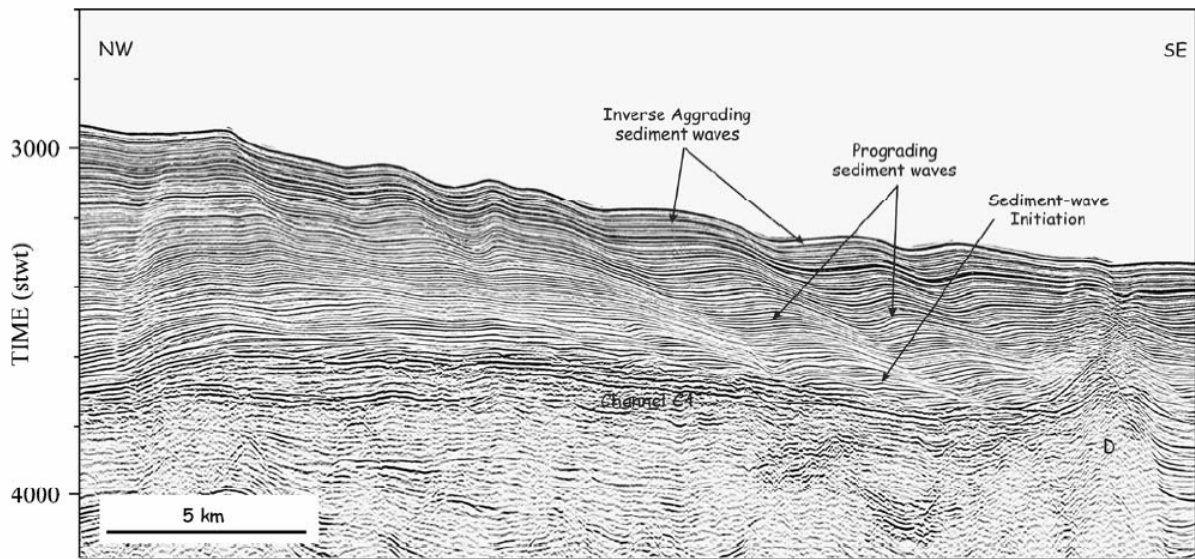 NW
SE
Inverse Aggrading
sediment waves
Prograding
sediment waves
Sediment-wave
Initiation
3000
TIME (stwt)
Channel C4
D
4000
5 km